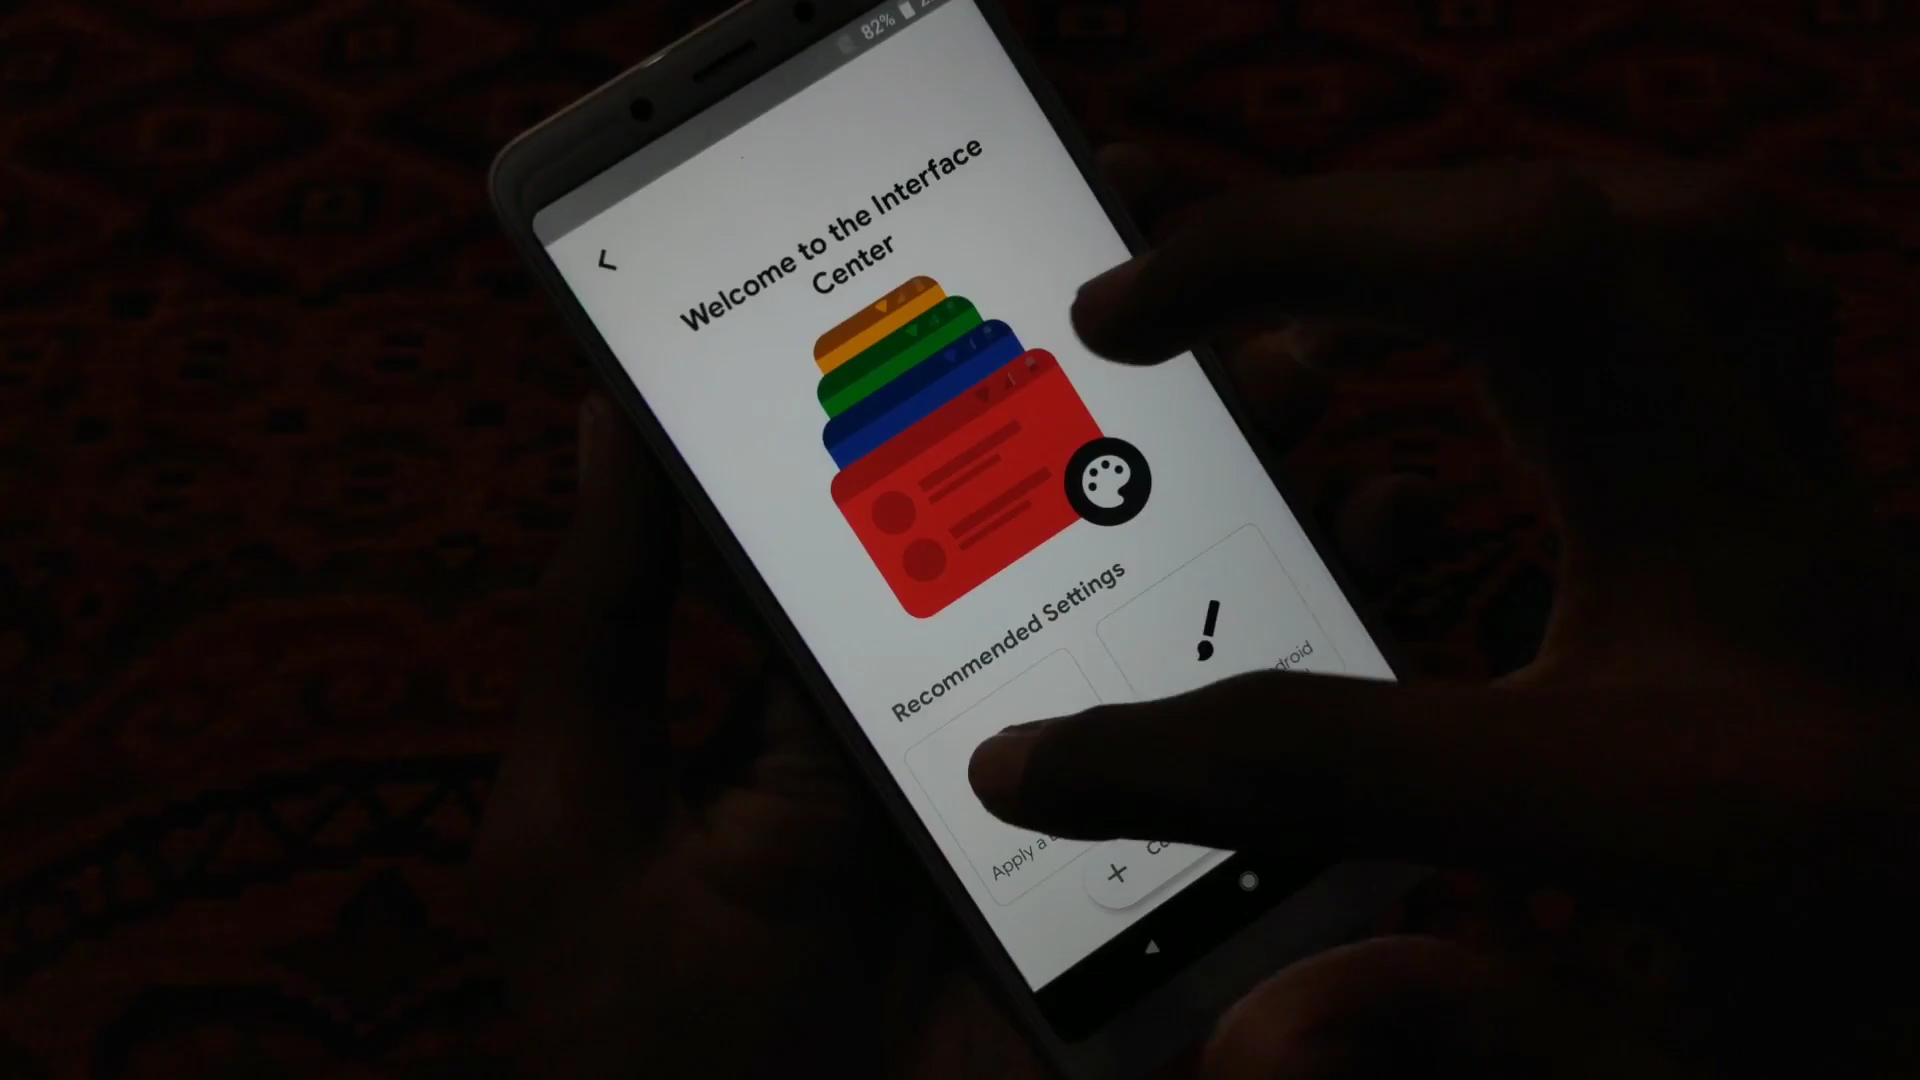 82%
Welcome to the Interface
Center
Recommended Settings
Apply a